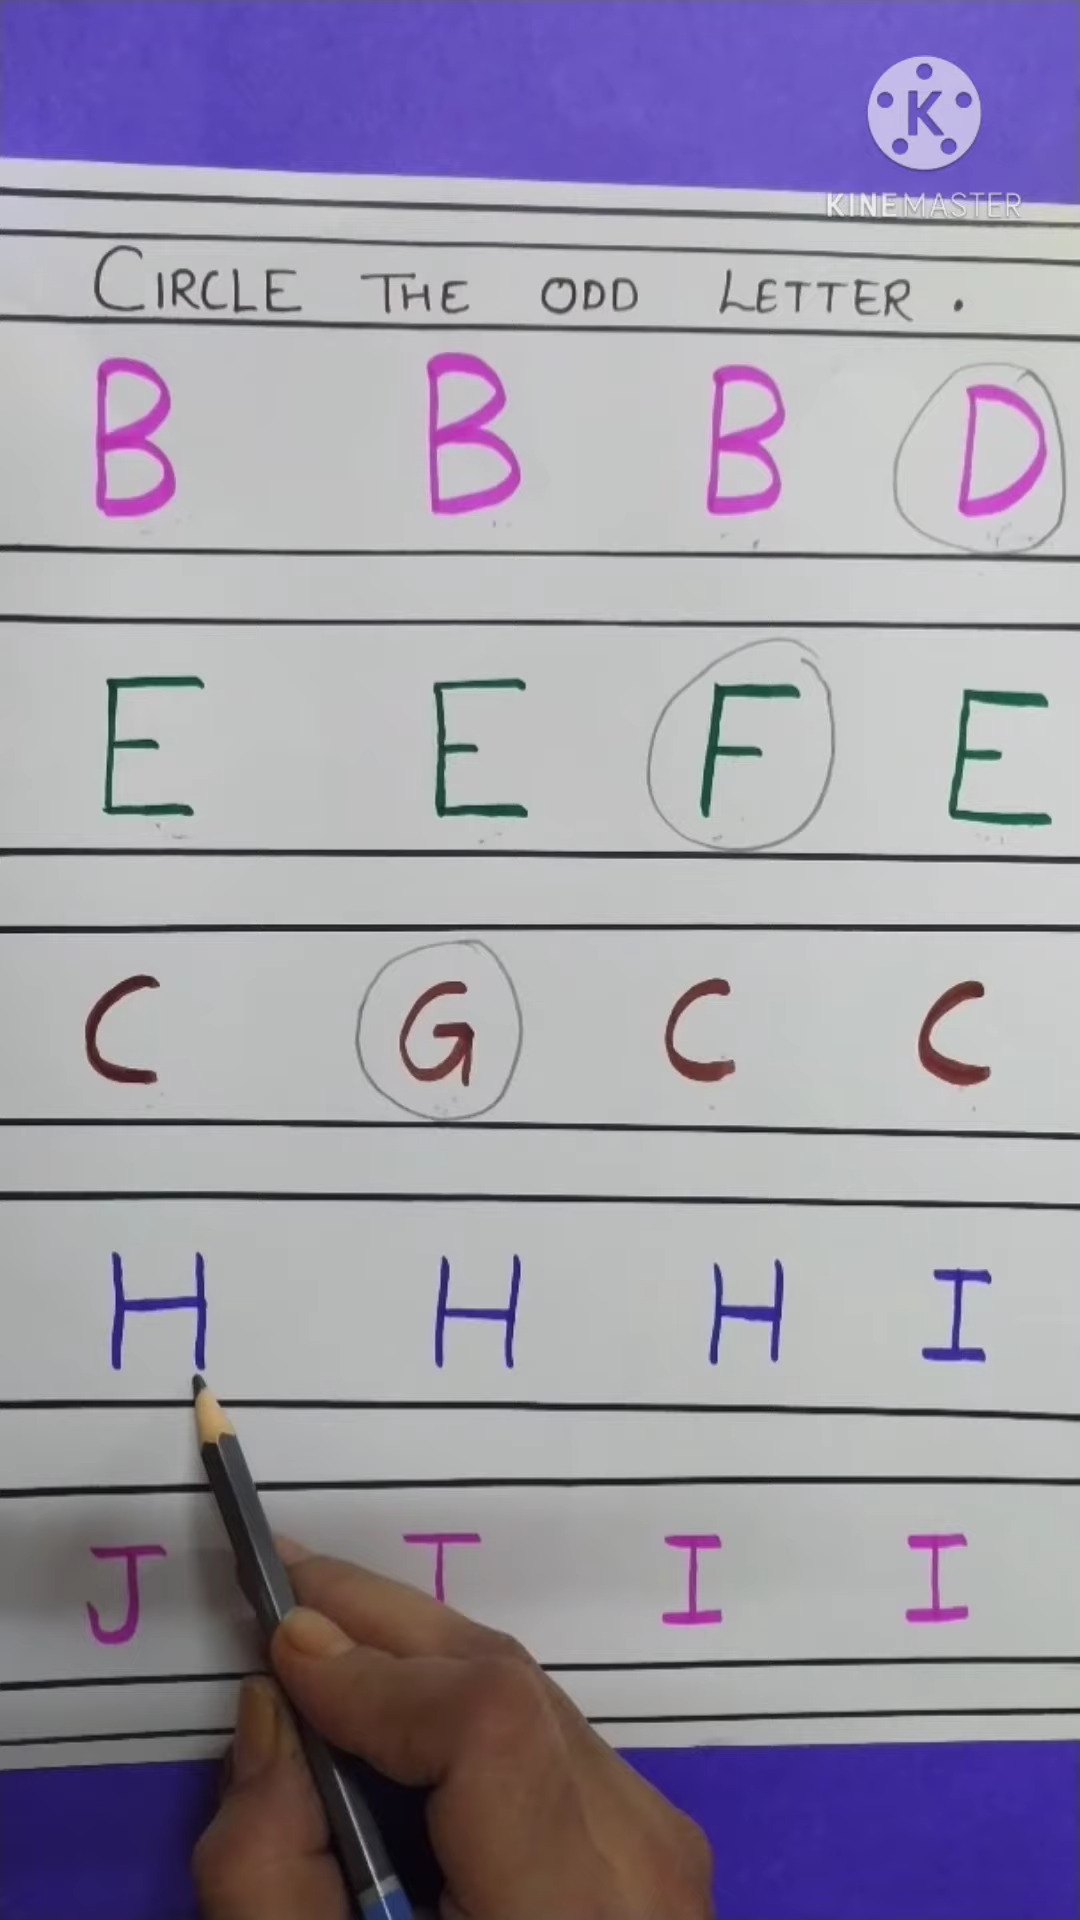 K
KINEMASTER
CIRCLE THE ODD LETTER.
B B B D
E E F E
C G C C
H H H I
J I I